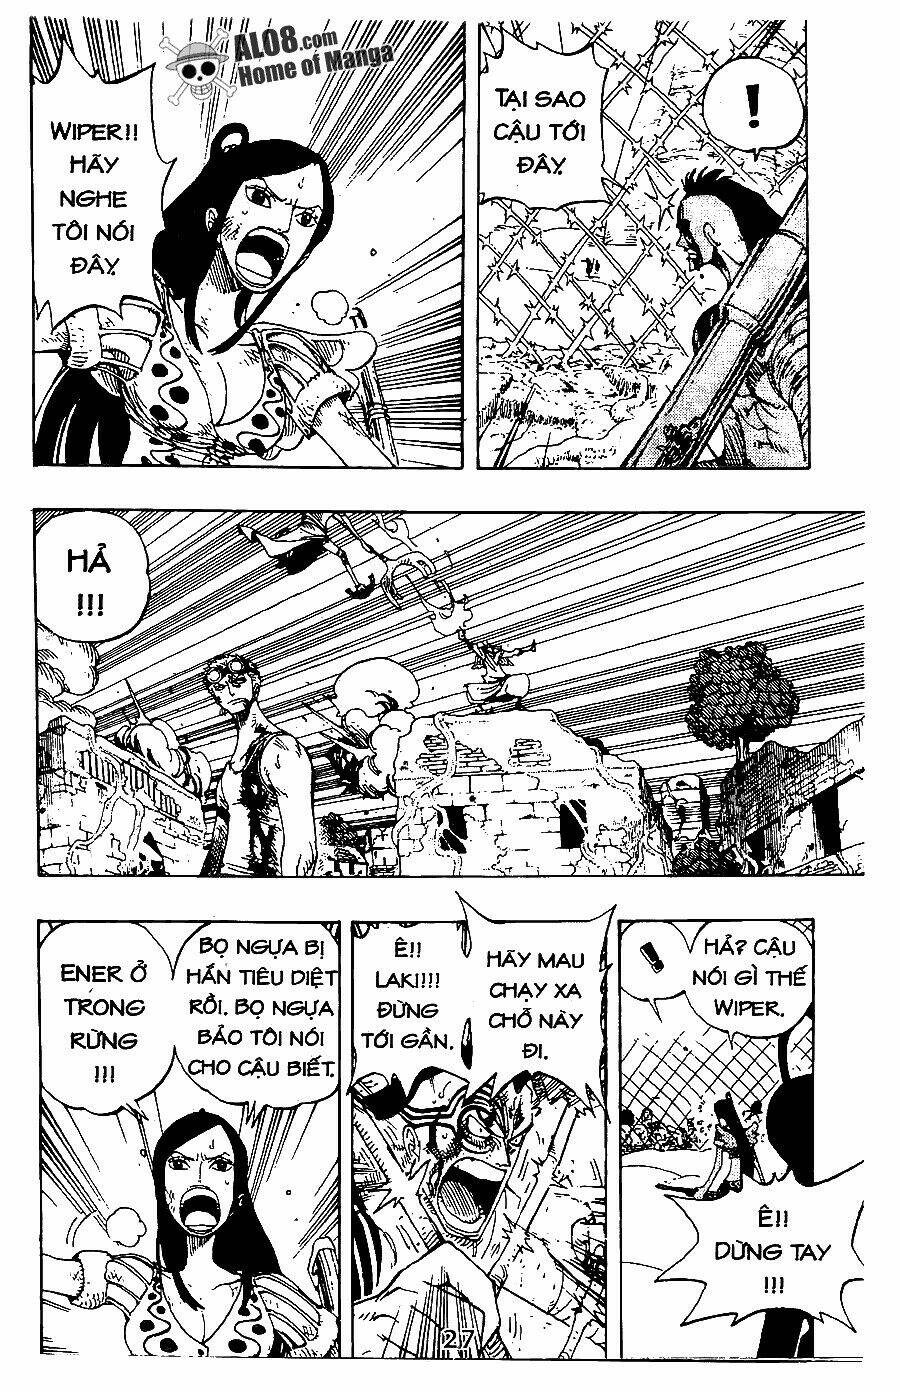 AL08.com
Home of Manga
!
TẠI SAO
CẬU TỚI
ĐÂY.
WIPER!!
HÃY
NGHE
TÔI NÓI
ĐÂY.
HẢ
!!!
HẢ? CẬU
NÓI GÌ THẾ
WIPER.
!
Ê!!
DỪNG TAY
!!!
HÃY MAU
CHẠY XA
CHỖ NÀY
ĐI.
Ê!!
LAKI!!!
ĐỪNG
TỚI GẦN.
BỌ NGỰA BỊ
HẮN TIÊU DIỆT
RỒI. BỌ NGỰA
BẢO TÔI NÓI
CHO CẬU BIẾT.
ENER Ở
TRONG
RỪNG
!!!
27